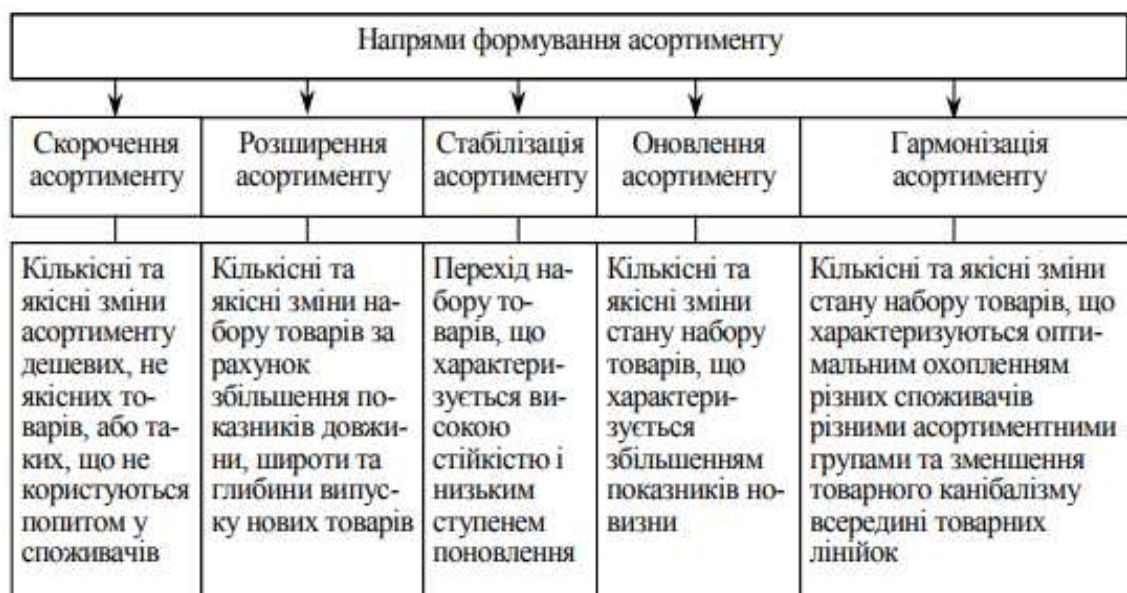 Напрями формування асортименту
Скорочення
асортименту
Розширення
асортименту
Стабілізація
асортименту
Оновлення
асортименту
Гармонізація
асортименту
Кількісні та
якісні зміни
асортименту
дешевих, не
якісних то-
варів, або та-
ких, що не
користуються
попитом у
споживачів
Кількісні та
якісні зміни на-
бору товарів за
рахунок
збільшення по-
казників довжи-
ни, широти та
глибини випус-
ку нових товарів
Перехід на-
бору то-
варів, що
характери-
зується ви-
сокою
стійкістю і
низьким
ступенем
поновлення
Кількісні та
якісні зміни
стану набору
товарів, що
характери-
зується
збільшенням
показників но-
визни
Кількісні та якісні зміни
стану набору товарів, що
характеризуються опти-
мальним охопленням
різних споживачів
різними асортиментними
групами та зменшення
товарного канібалізму
всередині товарних
лінійок